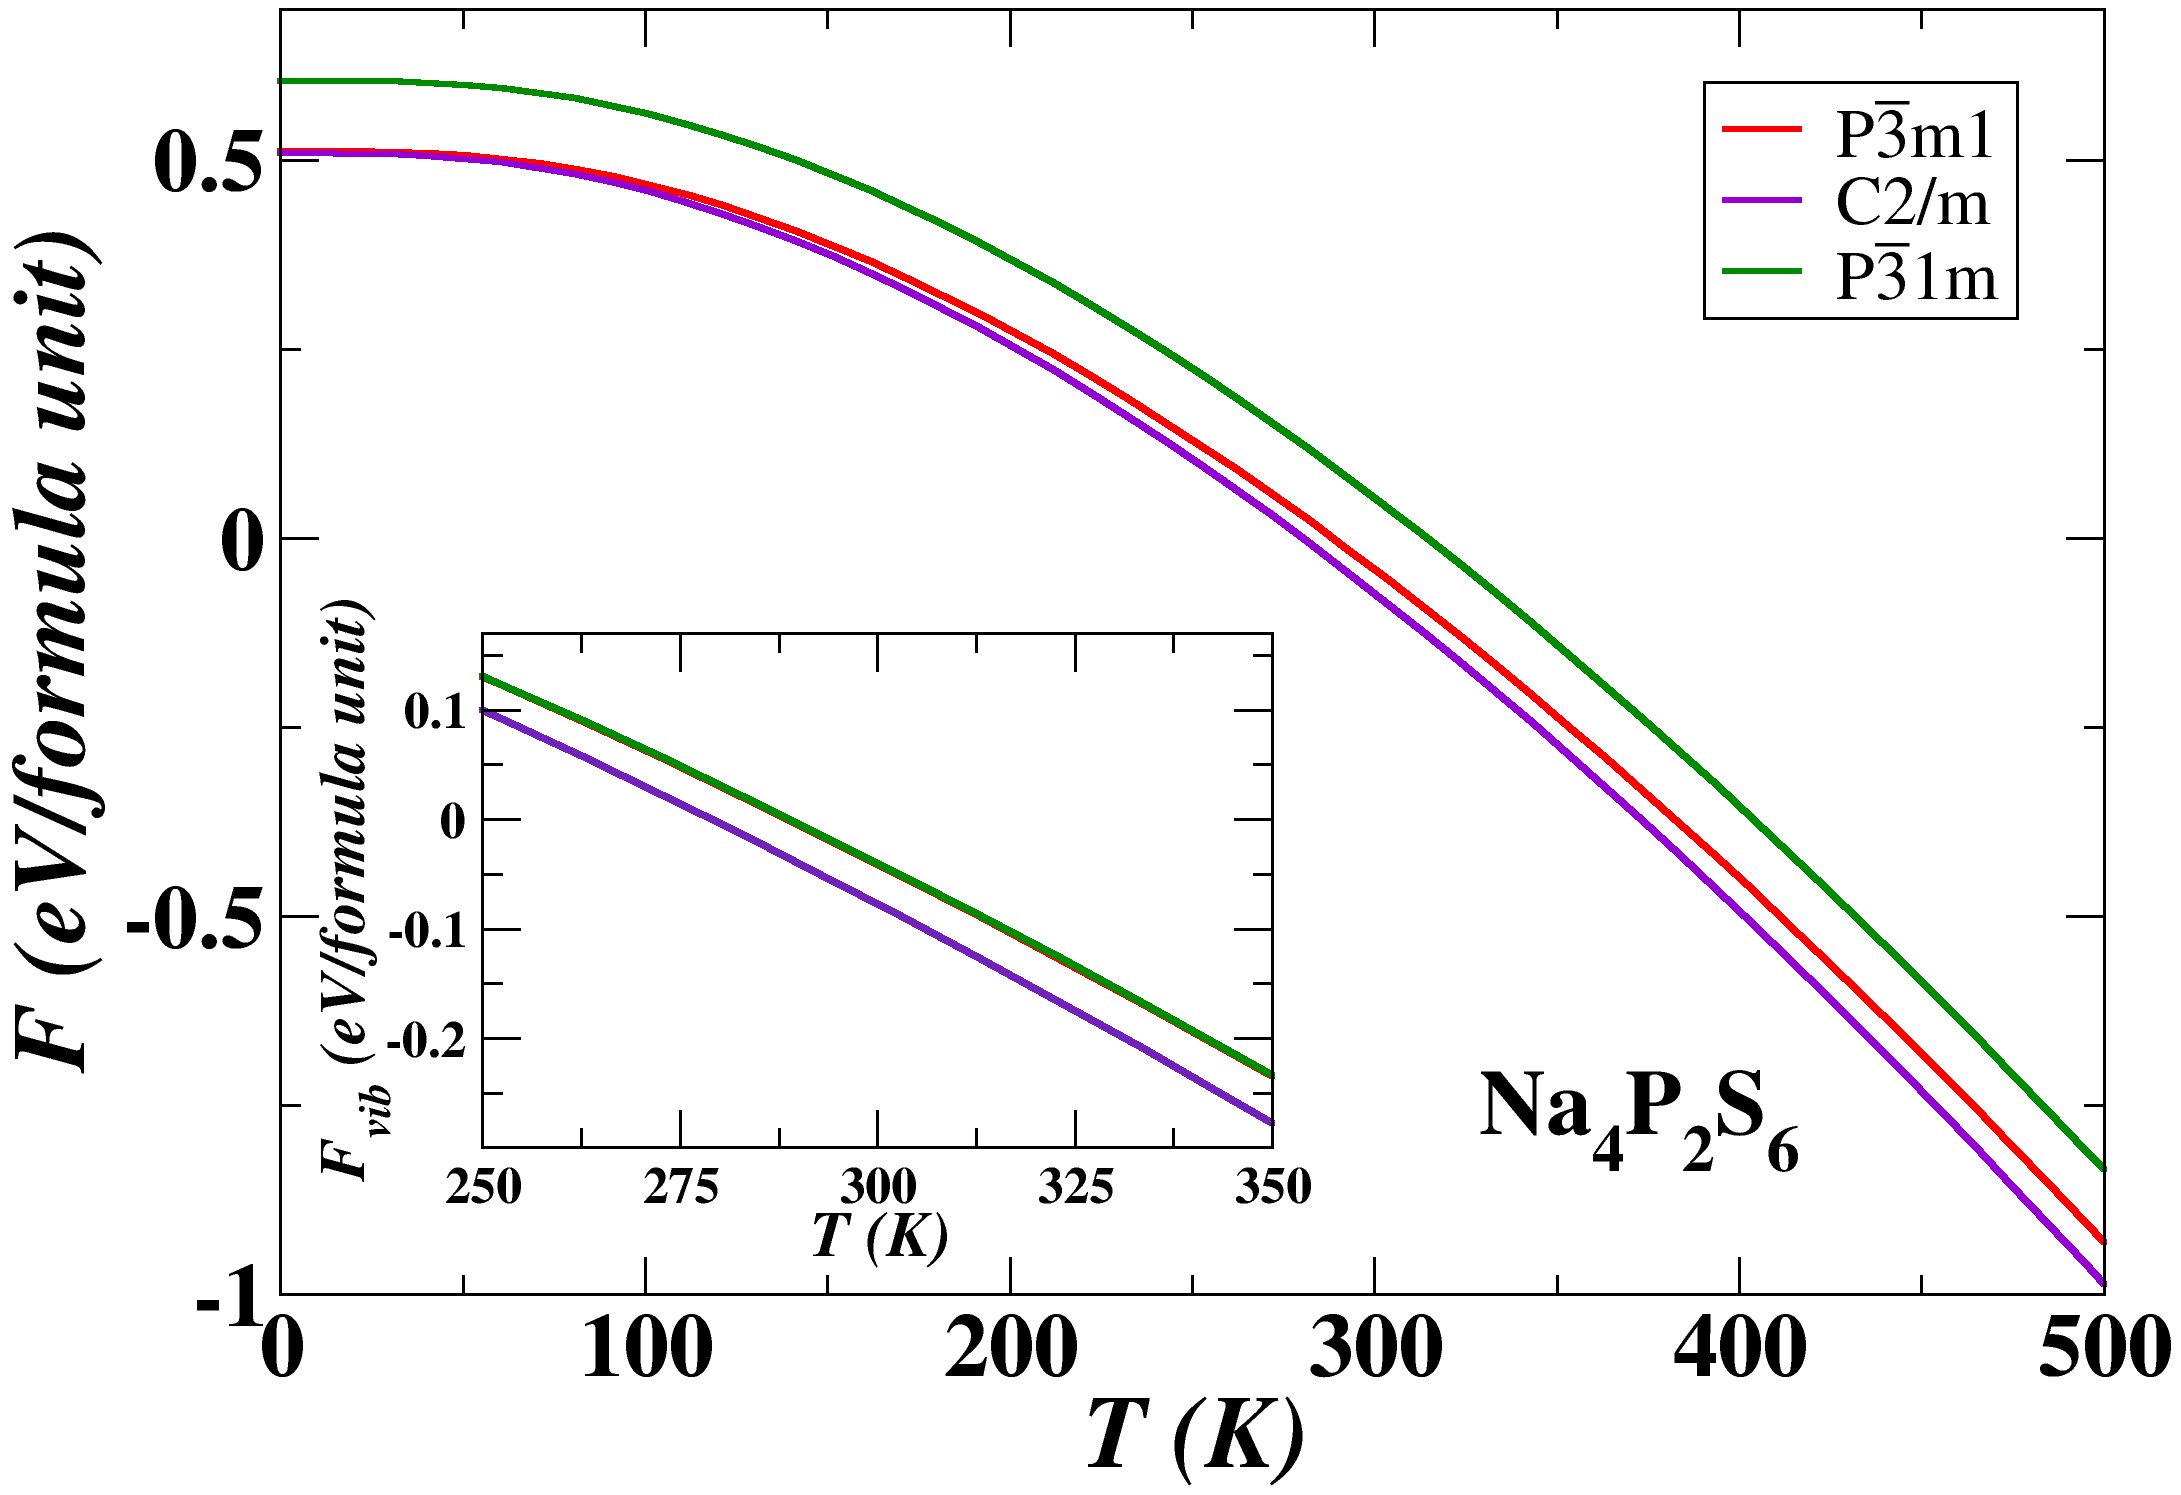 F (eV/formula unit)
0.5
0
-0.5
-1
0 100 200 300 400 500
T (K)
P3̅m1
C2/m
P3̅1m
Na₄P₂S₆
F_vib (eV/formula unit)
0.1
0
-0.1
-0.2
250 275 300 325 350
T (K)